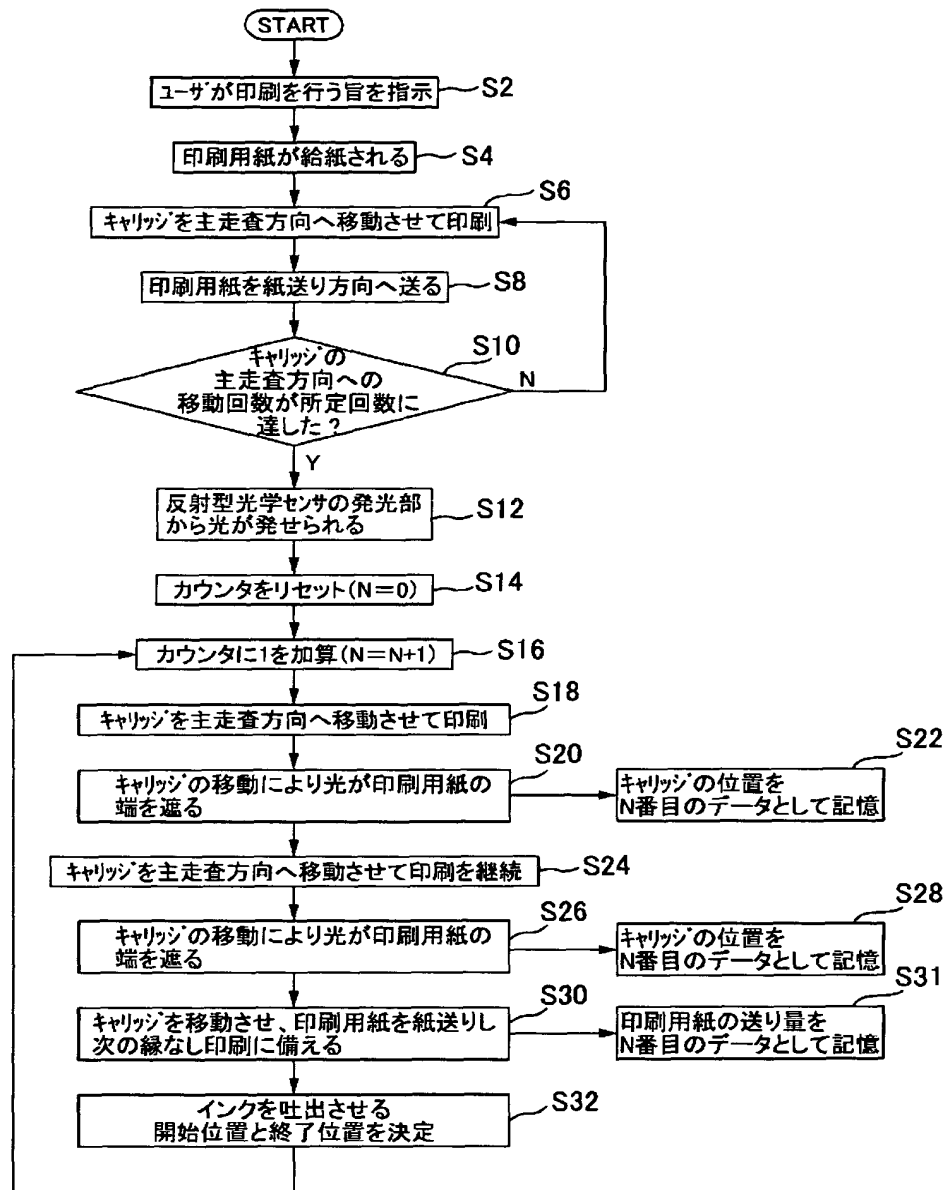 START
ユーザが印刷を行う旨を指示
S2
印刷用紙が給紙される
S4
S6
キャリッジを主走査方向へ移動させて印刷
印刷用紙を紙送り方向へ送る
S8
キャリッジの
主走査方向への
移動回数が所定回数に
達した?
S10
N
Y
反射型光学センサの発光部
から光が発せられる
S12
カウンタをリセット(N=0)
S14
カウンタに1を加算(N=N+1)
S16
キャリッジを主走査方向へ移動させて印刷
S18
キャリッジの移動により光が印刷用紙の
端を遮る
S20
キャリッジの位置を
N番目のデータとして記憶
S22
キャリッジを主走査方向へ移動させて印刷を継続
S24
キャリッジの移動により光が印刷用紙の
端を遮る
S26
キャリッジの位置を
N番目のデータとして記憶
S28
キャリッジを移動させ、印刷用紙を紙送りし
次の縁なし印刷に備える
S30
印刷用紙の送り量を
N番目のデータとして記憶
S31
インクを吐出させる
開始位置と終了位置を決定
S32